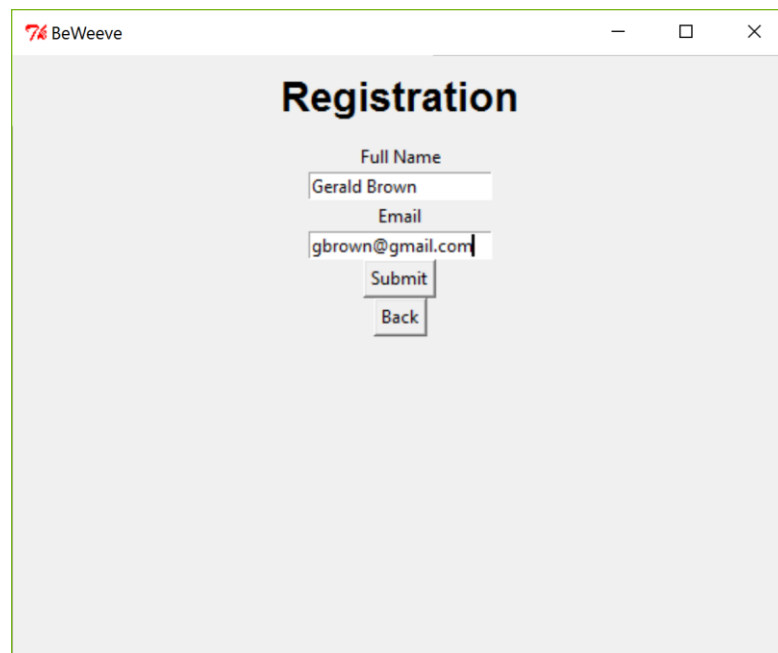 BeWeeve
Registration
Full Name
Gerald Brown
Email
gbrown@gmail.com
Submit
Back